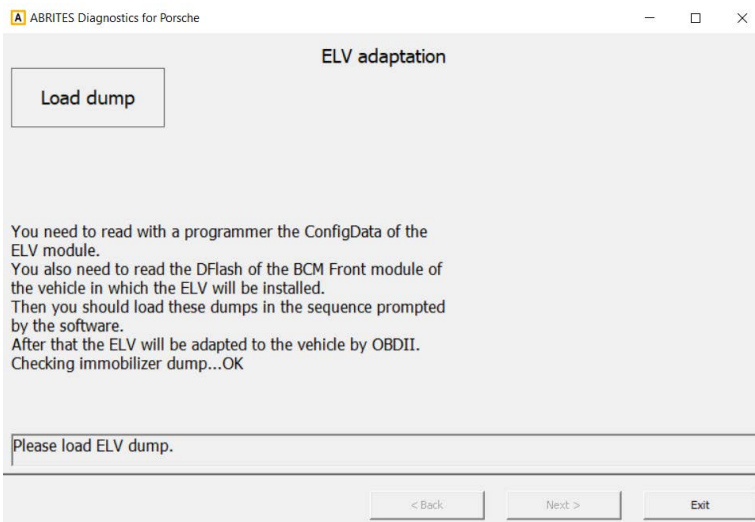 A ABRITES Diagnostics for Porsche
ELV adaptation
Load dump
You need to read with a programmer the ConfigData of the
ELV module.
You also need to read the DFlash of the BCM Front module of
the vehicle in which the ELV will be installed.
Then you should load these dumps in the sequence prompted
by the software.
After that the ELV will be adapted to the vehicle by OBDII.
Checking immobilizer dump...OK
Please load ELV dump.
< Back
Next >
Exit